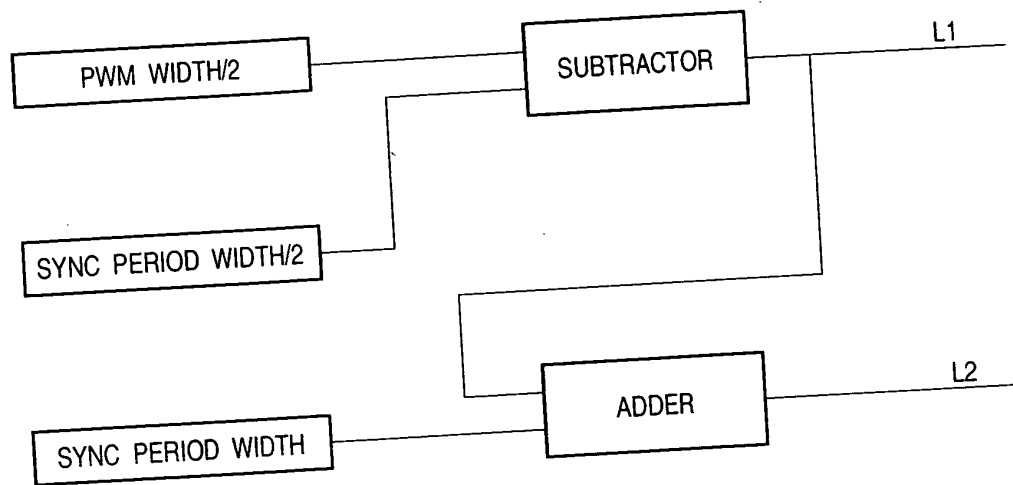 L1
PWM WIDTH/2
SUBTRACTOR
SYNC PERIOD WIDTH/2
L2
ADDER
SYNC PERIOD WIDTH